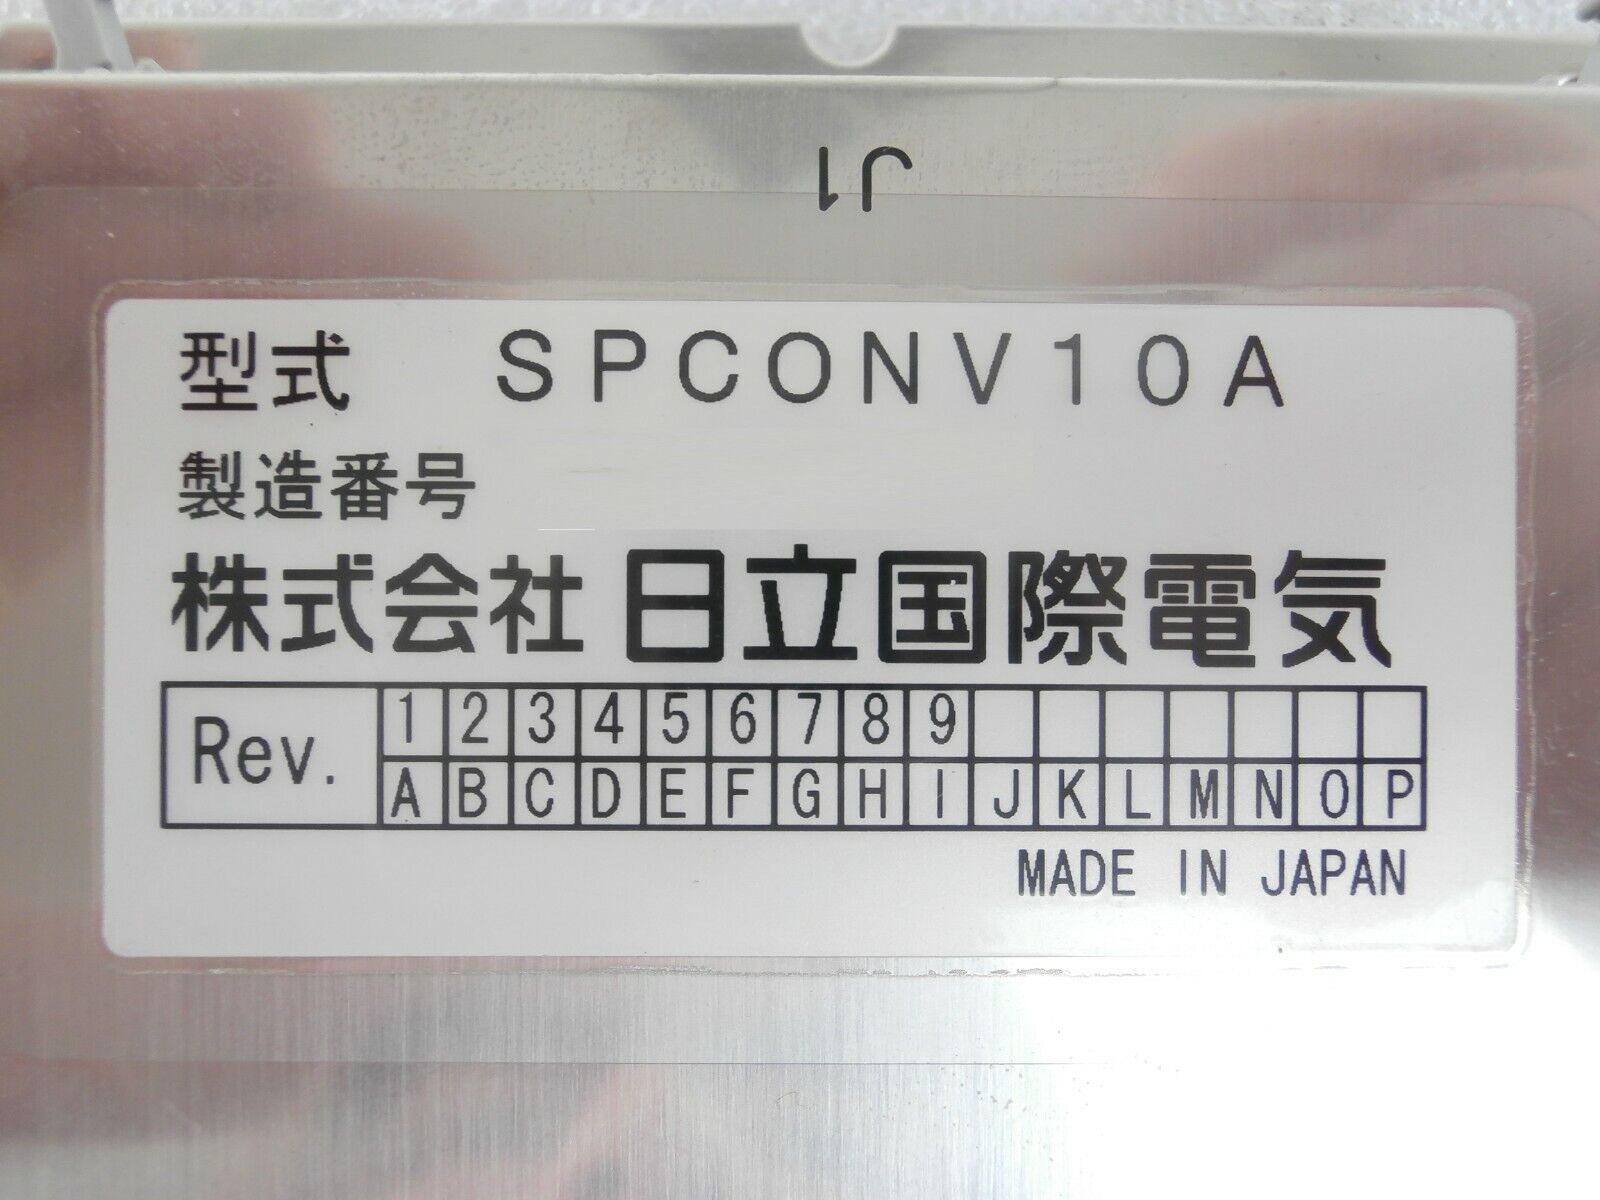 J1
型式 SPCONV10A
製造番号
株式会社 日立国際電気
Rev. 1 2 3 4 5 6 7 8 9
A B C D E F G H I J K L M N O P
MADE IN JAPAN